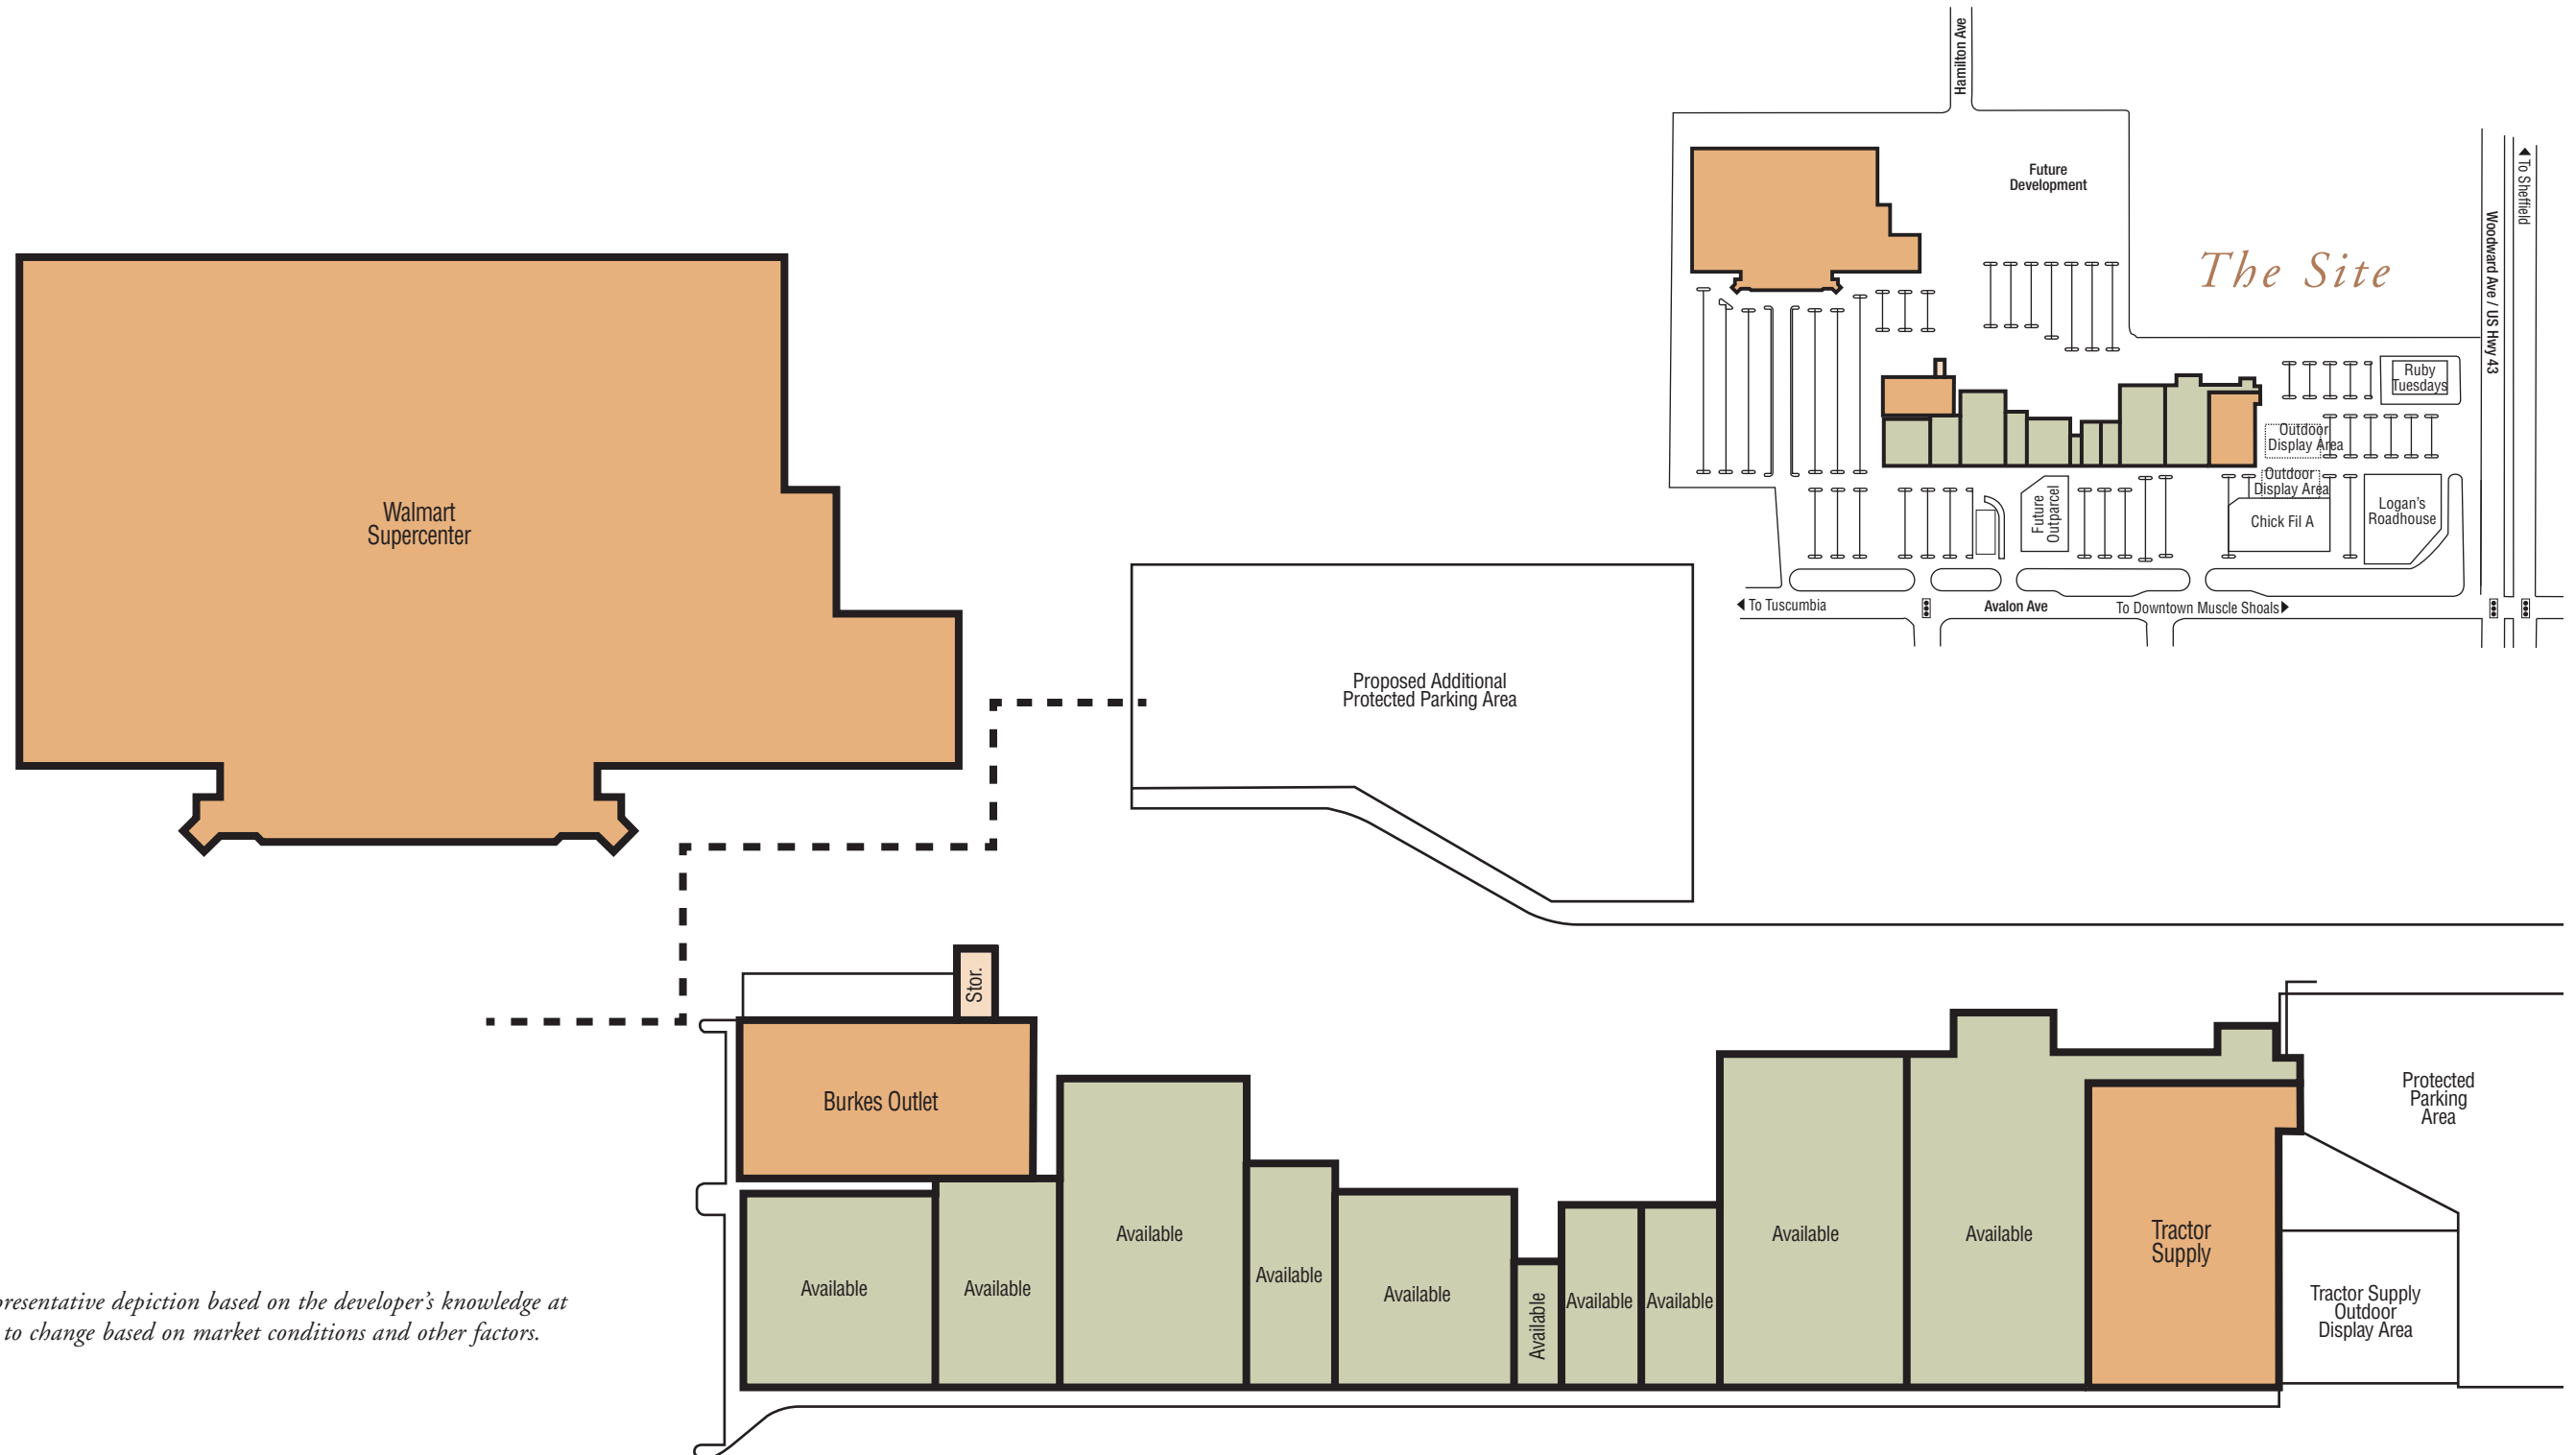 Hamilton Ave
Future
Development
The Site
To Sheffield
Woodward Ave / US Hwy 43
Ruby
Tuesdays
Outdoor
Display Area
Outdoor
Display Area
Future
Outparcel
Chick Fil A
Logan's
Roadhouse
To Tuscumbia
Avalon Ave
To Downtown Muscle Shoals
Walmart
Supercenter
Proposed Additional
Protected Parking Area
Stor.
Burkes Outlet
Available
Available
Available
Available
Available
Available
Available
Available
Available
Available
Tractor
Supply
Protected
Parking
Area
Tractor Supply
Outdoor
Display Area
presentative depiction based on the developer's knowledge at
to change based on market conditions and other factors.